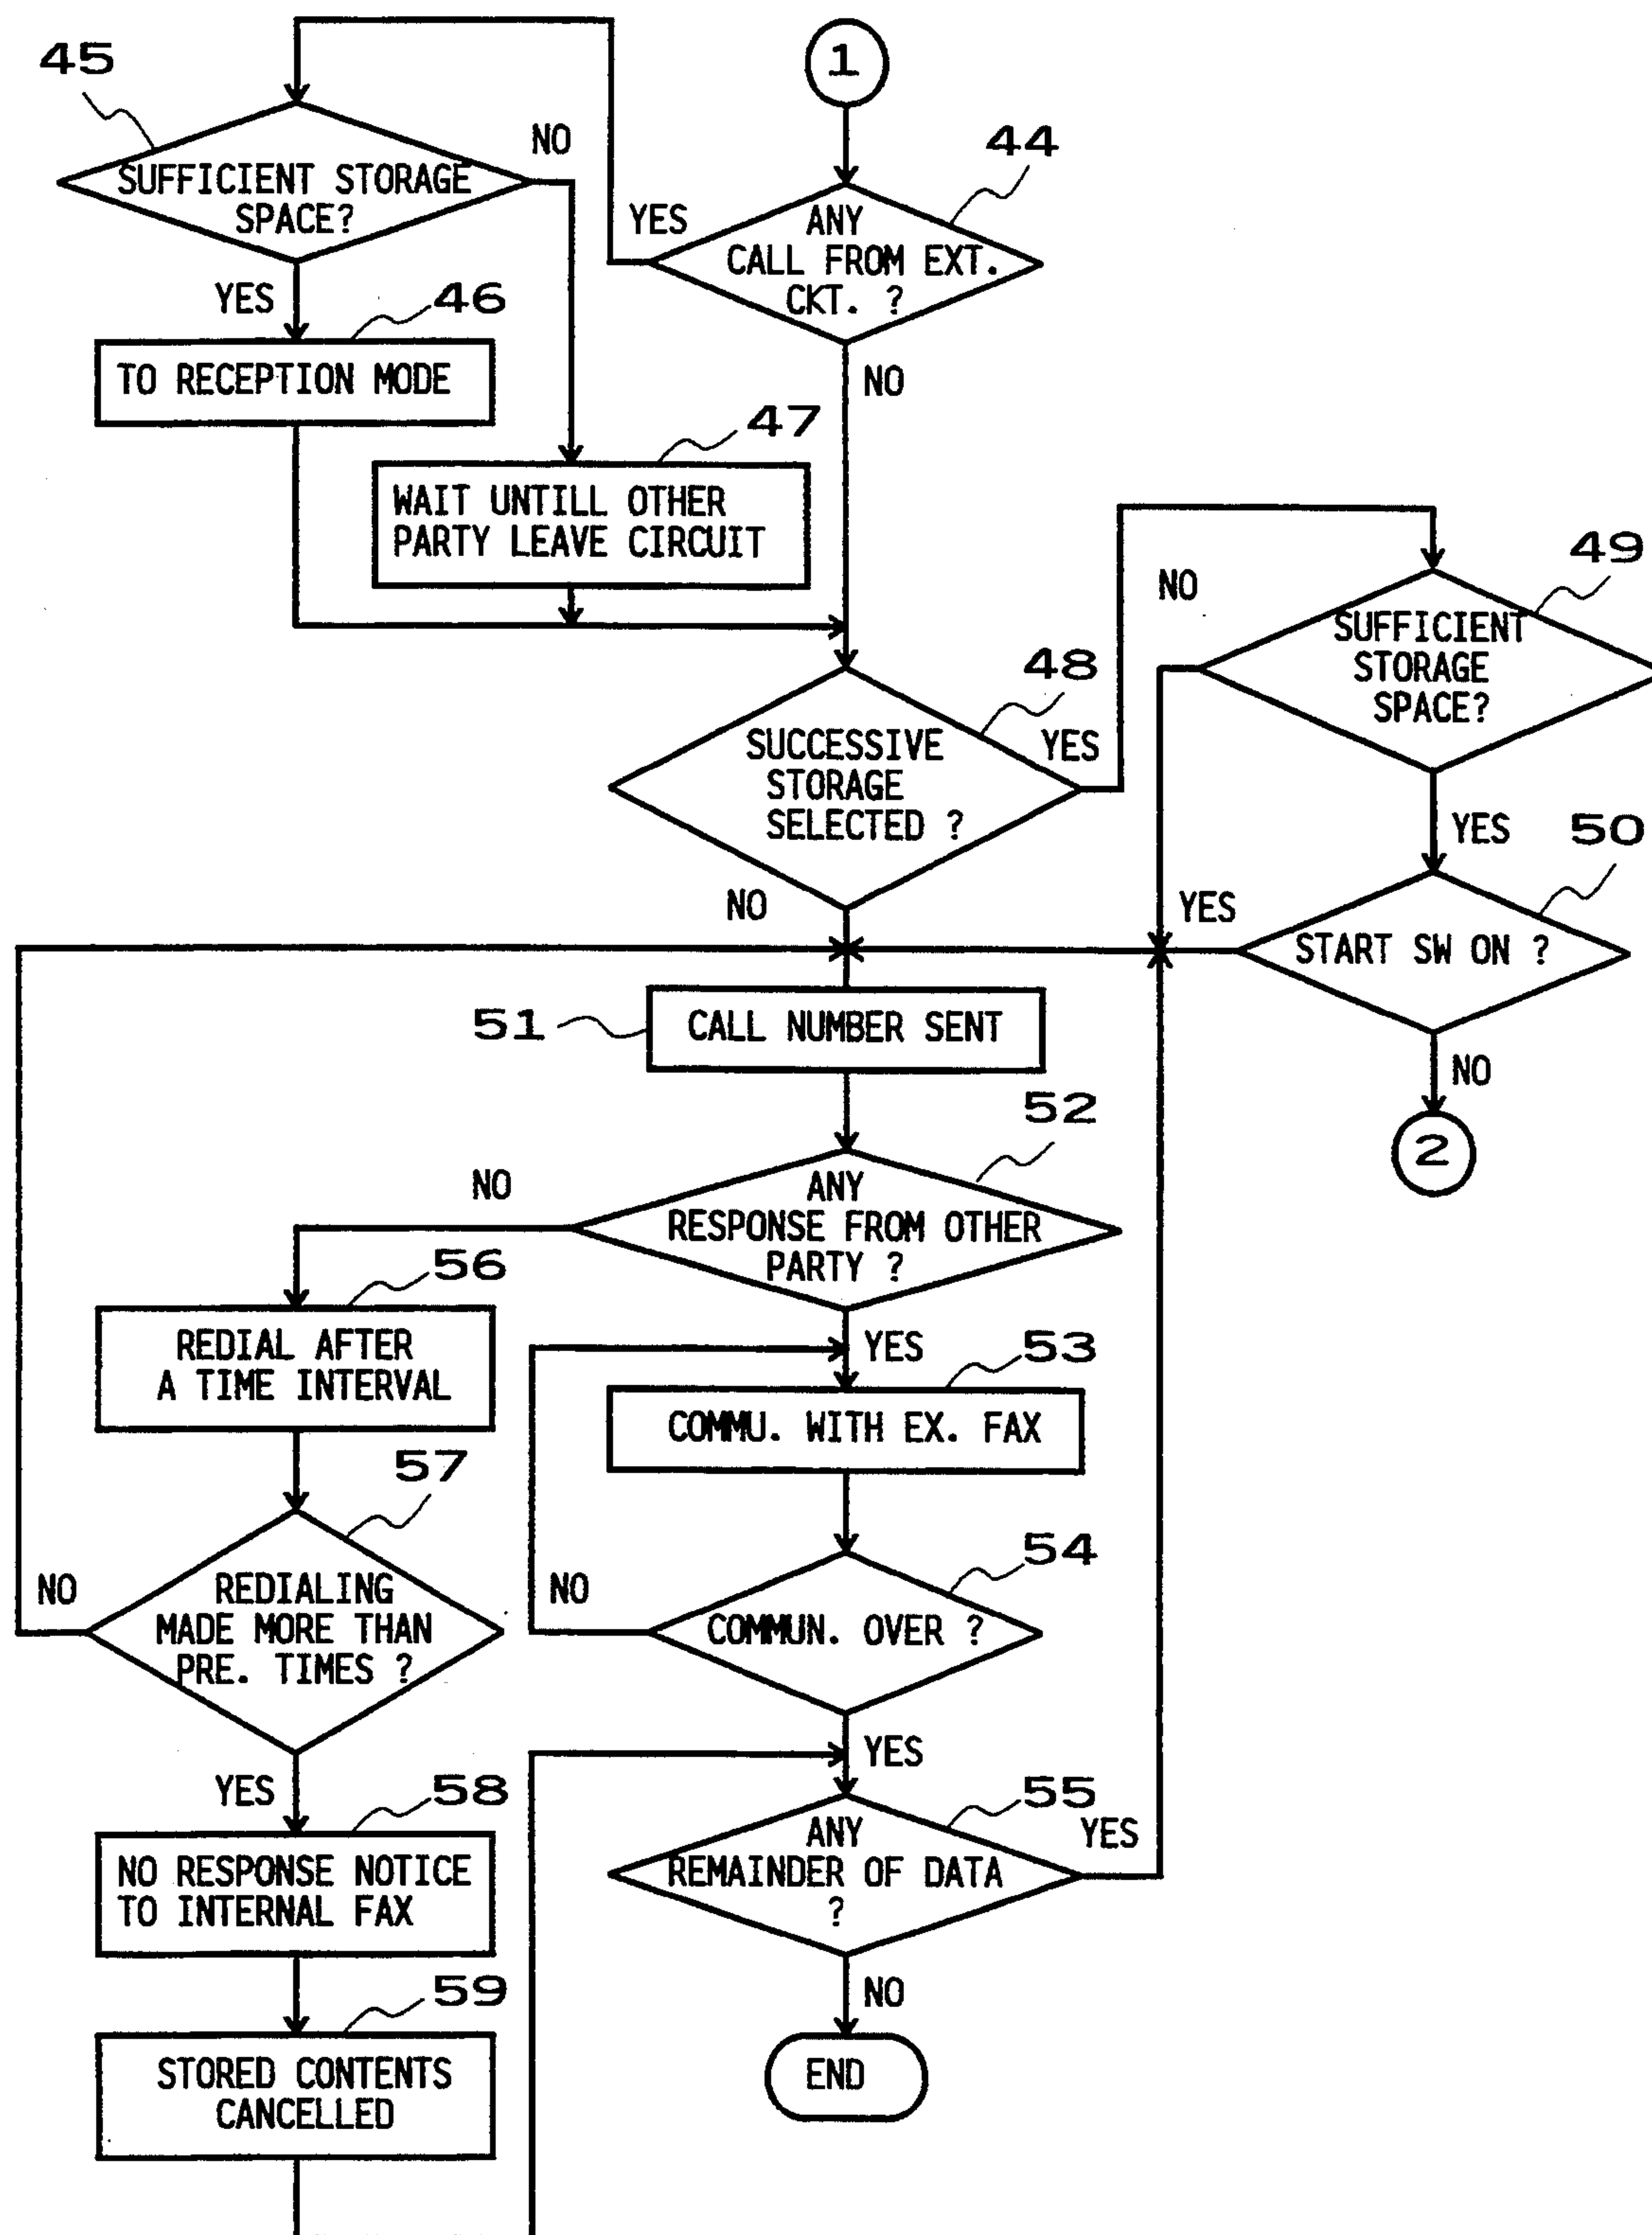 1
44
ANY
CALL FROM EXT.
CKT. ?
YES
NO
45
SUFFICIENT STORAGE
SPACE?
NO
YES
46
TO RECEPTION MODE
47
WAIT UNTILL OTHER
PARTY LEAVE CIRCUIT
48
SUCCESSIVE
STORAGE
SELECTED ?
YES
NO
49
SUFFICIENT
STORAGE
SPACE?
NO
YES
50
START SW ON ?
YES
NO
2
51
CALL NUMBER SENT
52
ANY
RESPONSE FROM OTHER
PARTY ?
NO
YES
53
COMMU. WITH EX. FAX
54
COMMUN. OVER ?
NO
YES
55
ANY
REMAINDER OF DATA
?
YES
NO
END
56
REDIAL AFTER
A TIME INTERVAL
57
REDIALING
MADE MORE THAN
PRE. TIMES ?
NO
YES
58
NO RESPONSE NOTICE
TO INTERNAL FAX
59
STORED CONTENTS
CANCELLED